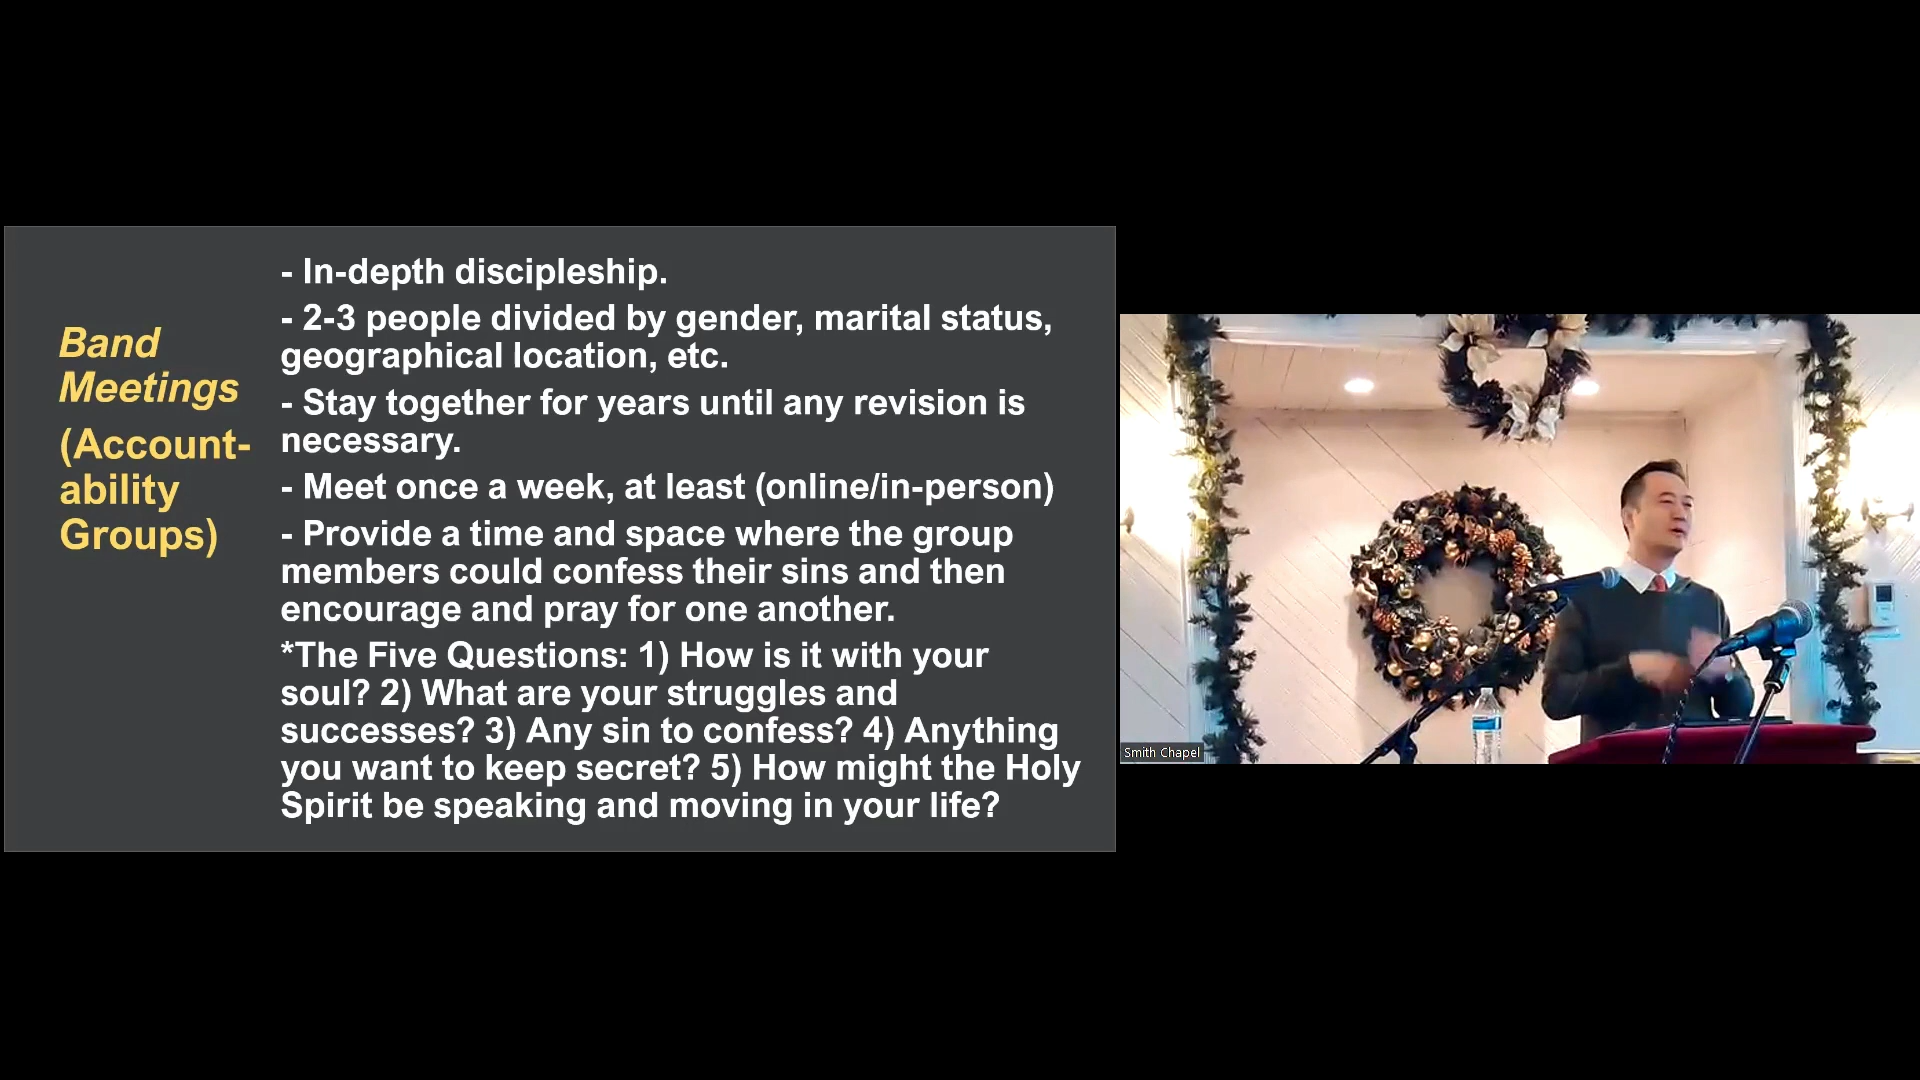 Band
Meetings
(Account-
ability
Groups)
- In-depth discipleship.
- 2-3 people divided by gender, marital status,
geographical location, etc.
- Stay together for years until any revision is
necessary.
- Meet once a week, at least (online/in-person)
- Provide a time and space where the group
members could confess their sins and then
encourage and pray for one another.
*The Five Questions: 1) How is it with your
soul? 2) What are your struggles and
successes? 3) Any sin to confess? 4) Anything
you want to keep secret? 5) How might the Holy
Spirit be speaking and moving in your life?
Smith Chapel